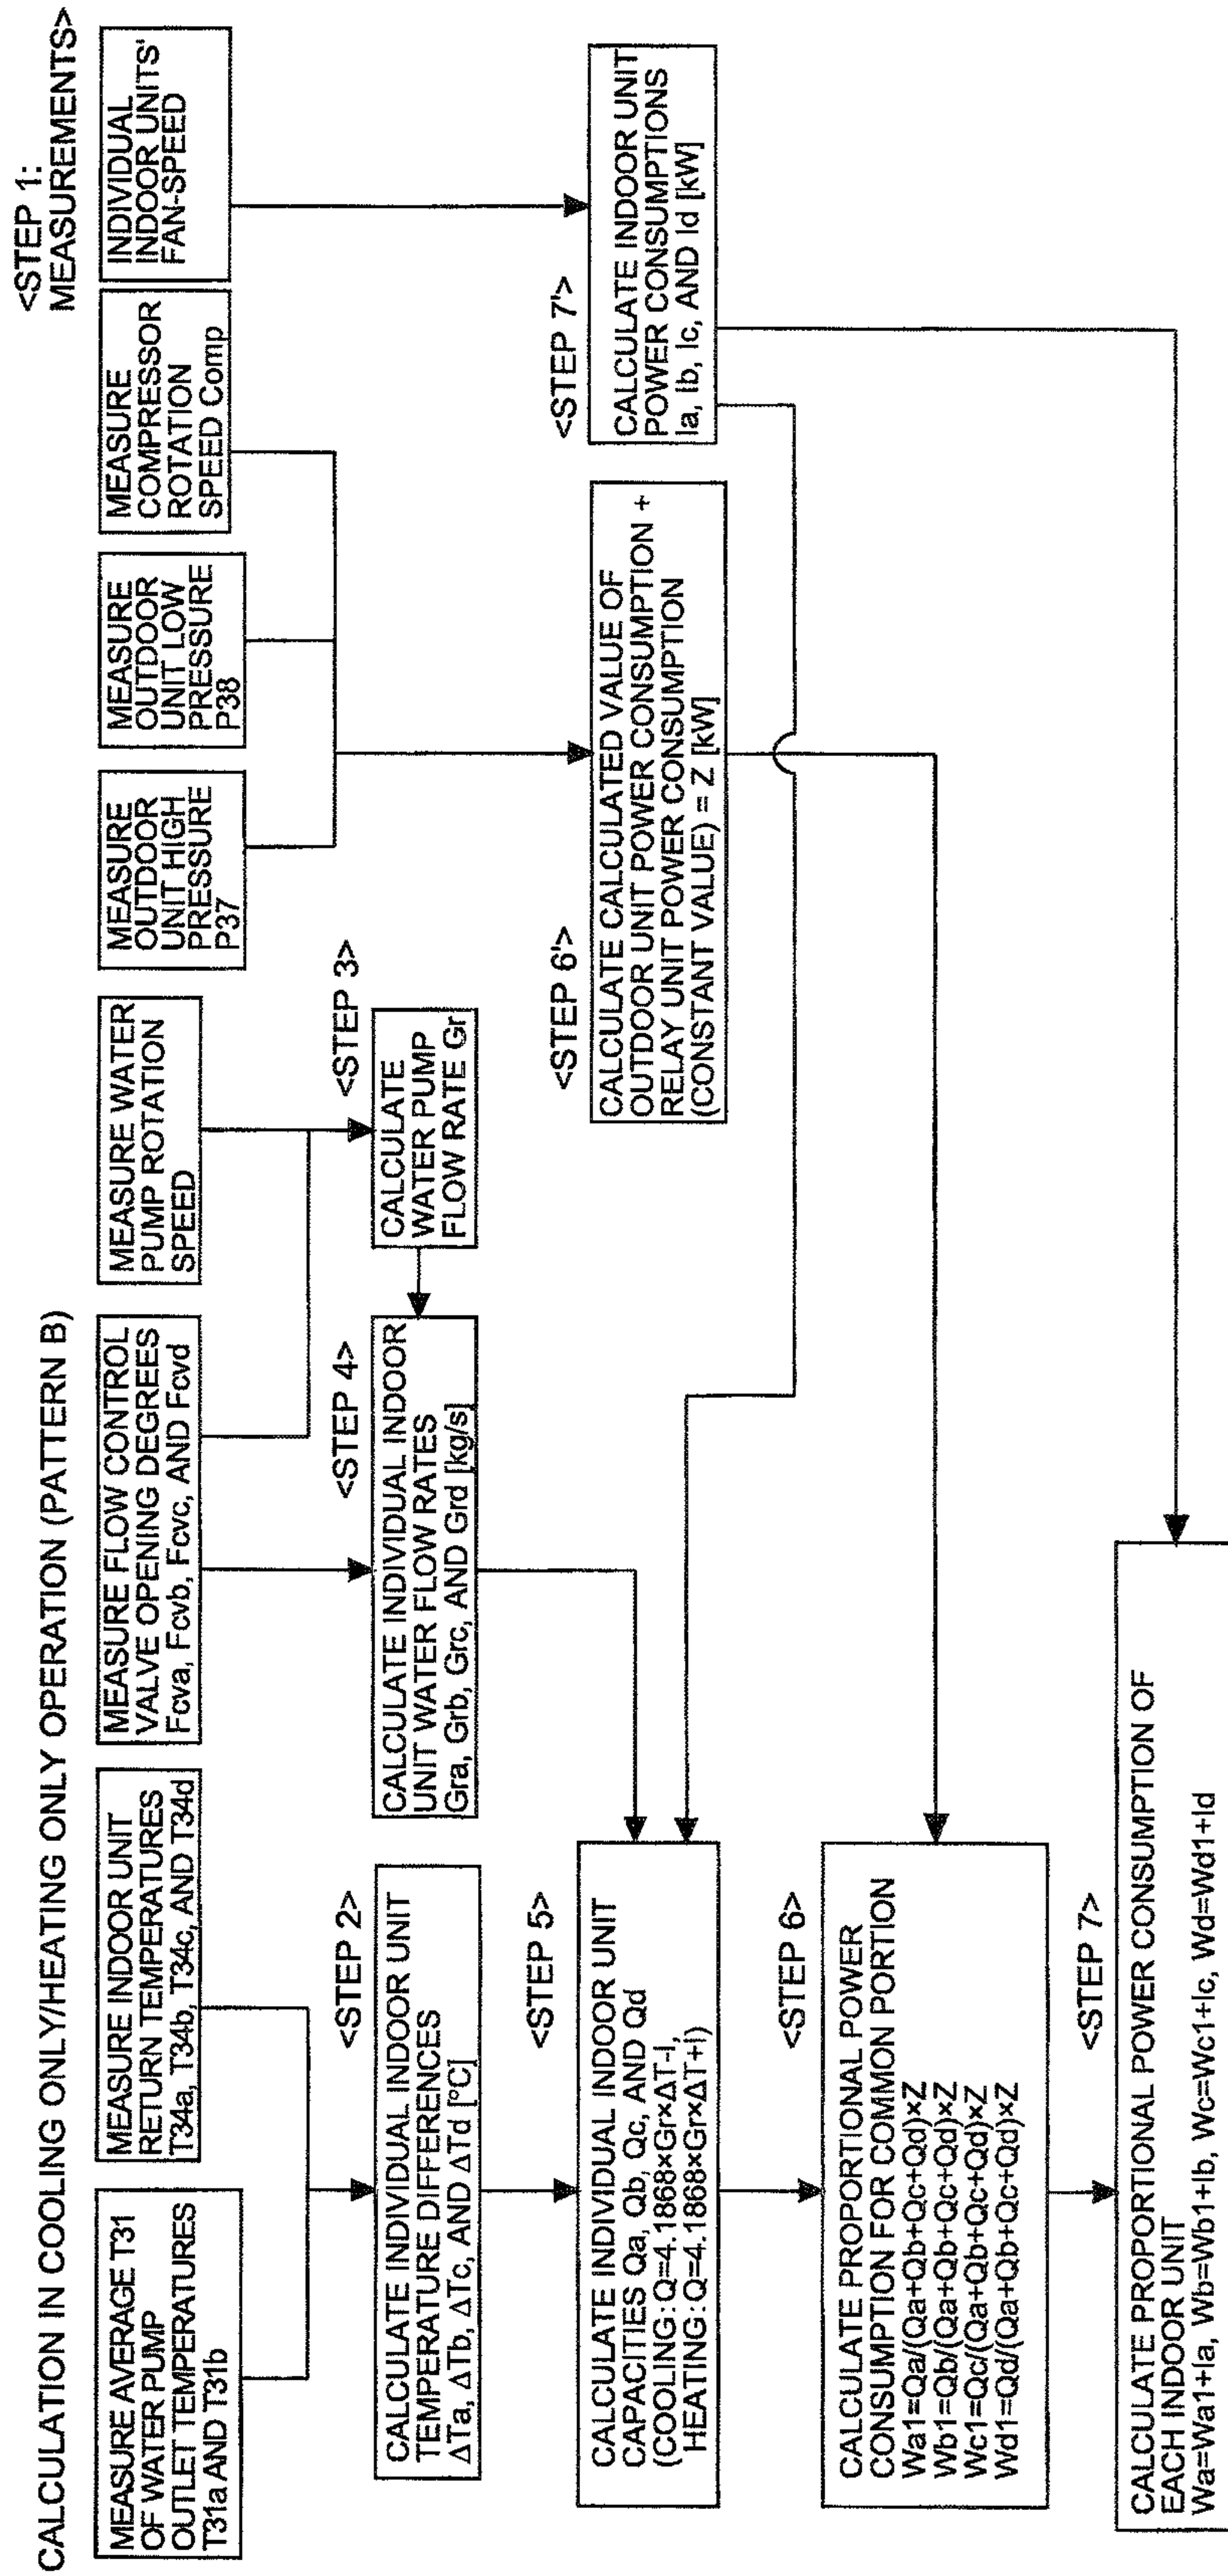 CALCULATION IN COOLING ONLY/HEATING ONLY OPERATION (PATTERN B)
<STEP 1:
MEASUREMENTS>
MEASURE AVERAGE T31
OF WATER PUMP
OUTLET TEMPERATURES
T31a AND T31b
MEASURE INDOOR UNIT
RETURN TEMPERATURES
T34a, T34b, T34c, AND T34d
MEASURE FLOW CONTROL
VALVE OPENING DEGREES
Fcva, Fcvb, Fcvc, AND Fcvd
MEASURE WATER
PUMP ROTATION
SPEED
MEASURE
OUTDOOR
UNIT HIGH
PRESSURE
P37
MEASURE
OUTDOOR
UNIT LOW
PRESSURE
P38
MEASURE
COMPRESSOR
ROTATION
SPEED Comp
INDIVIDUAL
INDOOR UNITS'
FAN-SPEED
<STEP 2>
CALCULATE INDIVIDUAL INDOOR UNIT
TEMPERATURE DIFFERENCES
ΔTa, ΔTb, ΔTc, AND ΔTd [°C]
<STEP 4>
CALCULATE INDIVIDUAL INDOOR
UNIT WATER FLOW RATES
Gra, Grb, Grc, AND Grd [kg/s]
<STEP 3>
CALCULATE
WATER PUMP
FLOW RATE Gr
<STEP 5>
CALCULATE INDIVIDUAL INDOOR UNIT
CAPACITIES Qa, Qb, Qc, AND Qd
(COOLING:Q=4.1868×Gr×ΔT-I,
HEATING:Q=4.1868×Gr×ΔT+I)
<STEP 6'>
CALCULATE CALCULATED VALUE OF
OUTDOOR UNIT POWER CONSUMPTION +
RELAY UNIT POWER CONSUMPTION
(CONSTANT VALUE) = Z [kW]
<STEP 7'>
CALCULATE INDOOR UNIT
POWER CONSUMPTIONS
Ia, Ib, Ic, AND Id [kW]
<STEP 6>
CALCULATE PROPORTIONAL POWER
CONSUMPTION FOR COMMON PORTION
Wa1=Qa/(Qa+Qb+Qc+Qd)×Z
Wb1=Qb/(Qa+Qb+Qc+Qd)×Z
Wc1=Qc/(Qa+Qb+Qc+Qd)×Z
Wd1=Qd/(Qa+Qb+Qc+Qd)×Z
<STEP 7>
CALCULATE PROPORTIONAL POWER CONSUMPTION OF
EACH INDOOR UNIT
Wa=Wa1+Ia, Wb=Wb1+Ib, Wc=Wc1+Ic, Wd=Wd1+Id